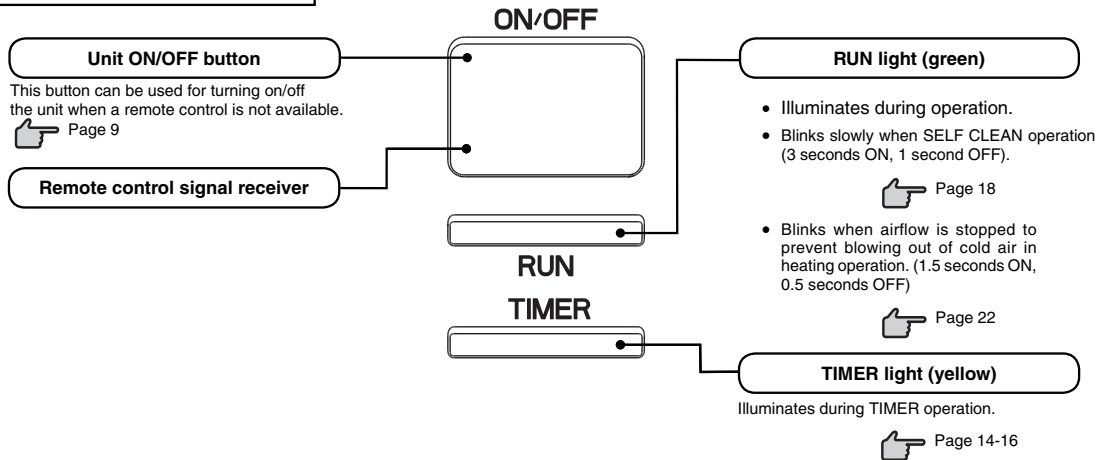 ON/OFF
Unit ON/OFF button
This button can be used for turning on/off
the unit when a remote control is not available.
Page 9
Remote control signal receiver
RUN
TIMER
RUN light (green)
• Illuminates during operation.
• Blinks slowly when SELF CLEAN operation
(3 seconds ON, 1 second OFF).
Page 18
• Blinks when airflow is stopped to
prevent blowing out of cold air in
heating operation. (1.5 seconds ON,
0.5 seconds OFF)
Page 22
TIMER light (yellow)
Illuminates during TIMER operation.
Page 14-16